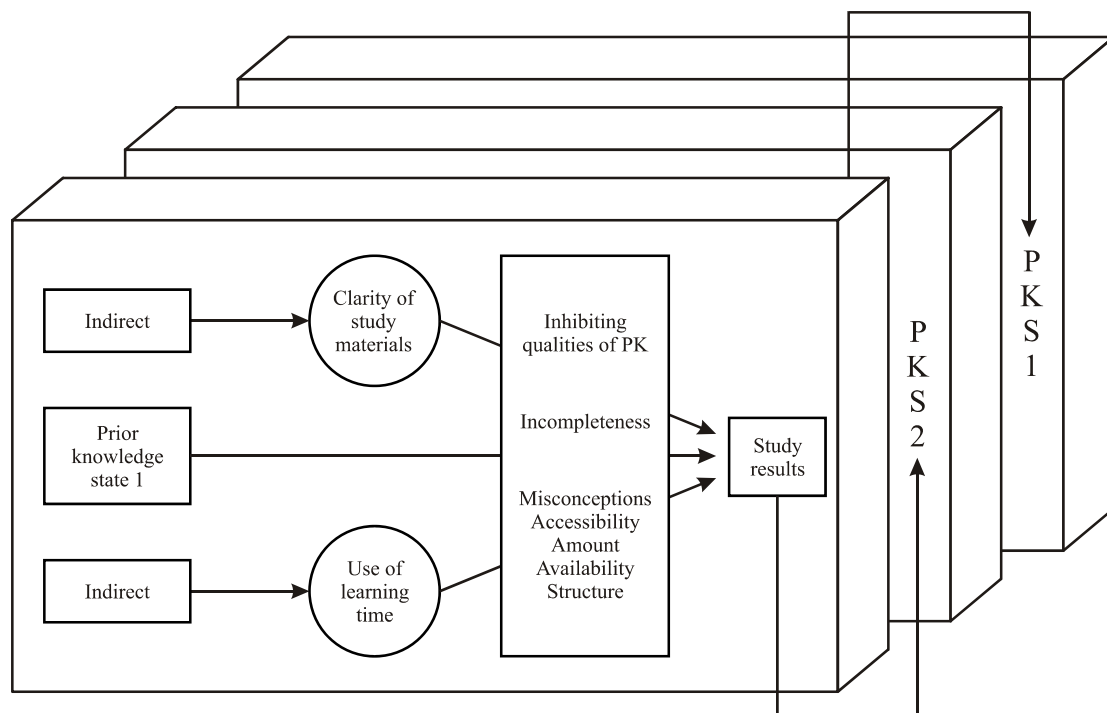 Indirect
Clarity of
study
materials
Prior
knowledge
state 1
Indirect
Use of
learning
time
Inhibiting
qualities of PK
Incompleteness
Misconceptions
Accessibility
Amount
Availability
Structure
Study
results
P
K
S
2
P
K
S
1